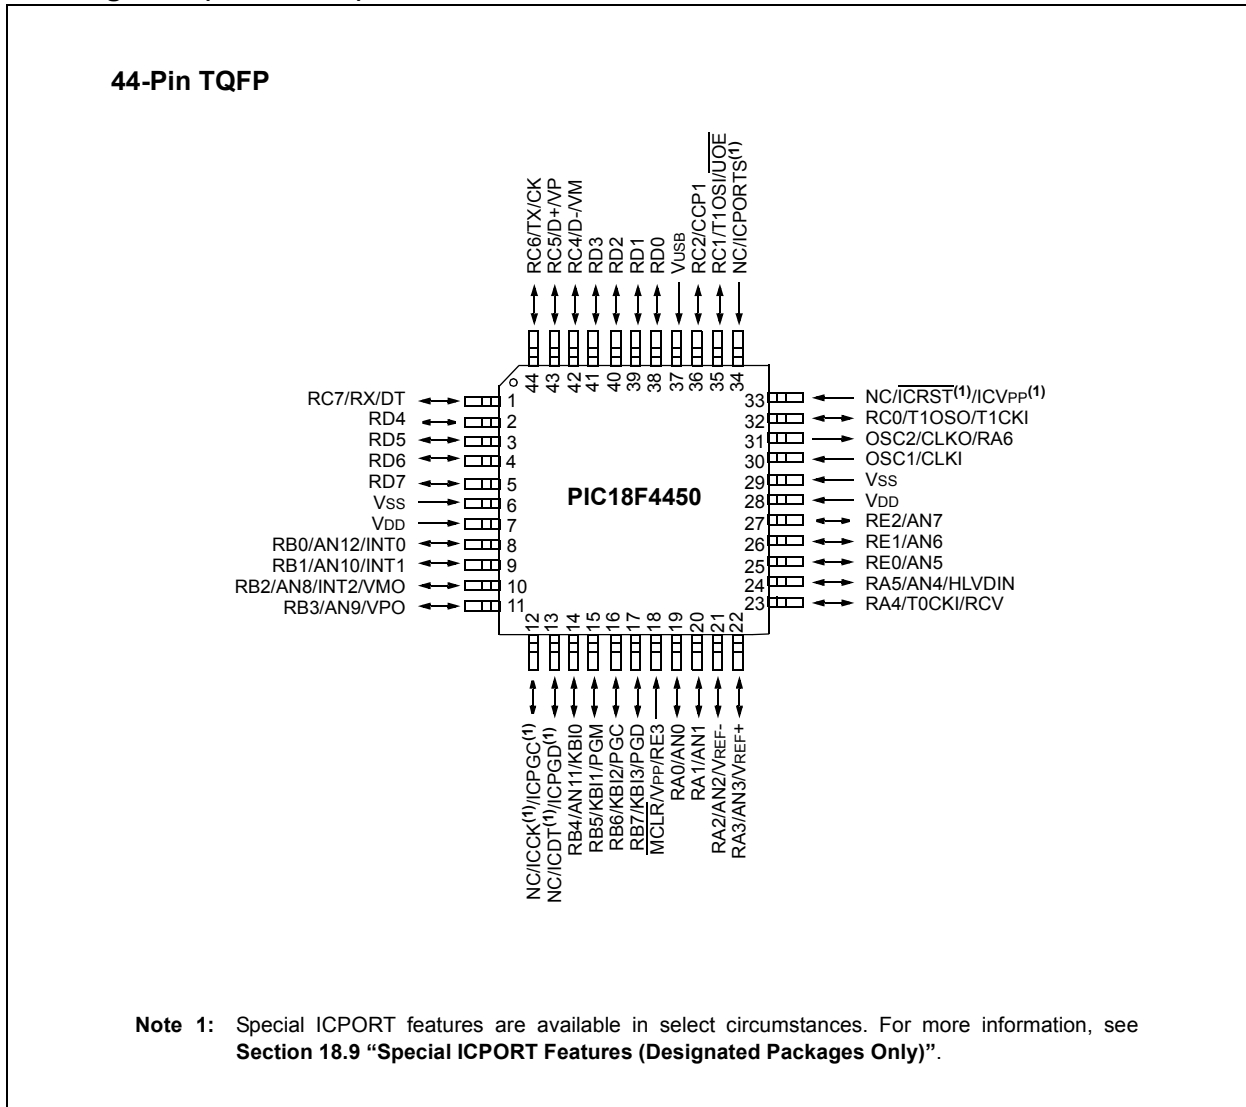 44-Pin TQFP
RC6/TX/CK
RC5/D+/VP
RC4/D-/VM
RD3
RD2
RD1
RD0
VUSB
RC2/CCP1
RC1/T1OSI/UOE
NC/ICPORTS(1)
44
43
42
41
40
39
38
37
36
35
34
RC7/RX/DT 1
RD4 2
RD5 3
RD6 4
RD7 5
VSS 6
VDD 7
RB0/AN12/INT0 8
RB1/AN10/INT1 9
RB2/AN8/INT2/VMO 10
RB3/AN9/VPO 11
PIC18F4450
33 NC/ICRST(1)/ICVPP(1)
32 RC0/T1OSO/T1CKI
31 OSC2/CLKO/RA6
30 OSC1/CLKI
29 VSS
28 VDD
27 RE2/AN7
26 RE1/AN6
25 RE0/AN5
24 RA5/AN4/HLVDIN
23 RA4/T0CKI/RCV
12
13
14
15
16
17
18
19
20
21
22
NC/ICCK(1)/ICPGC(1)
NC/ICDT(1)/ICPGD(1)
RB4/AN11/KBI0
RB5/KBI1/PGM
RB6/KBI2/PGC
RB7/KBI3/PGD
MCLR/VPP/RE3
RA0/AN0
RA1/AN1
RA2/AN2/VREF-
RA3/AN3/VREF+
Note 1: Special ICPORT features are available in select circumstances. For more information, see
Section 18.9 “Special ICPORT Features (Designated Packages Only)”.